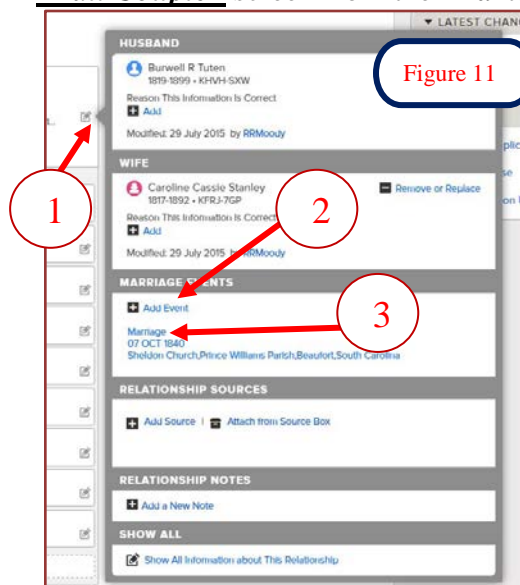 LATEST CHAN
HUSBAND
Figure 11
Burwell R Tuten
1819-1899 • KHVH-SXW
Reason This Information Is Correct
Add
Modified: 29 July 2015 by RRMoody
1
WIFE
Caroline Cassie Stanley
Remove or Replace
1817-1892 • KFRJ-7GP
Reason This Information Is Correct
Add
2
Modified: 29 July 2015 by RRMoody
MARRIAGE EVENTS
Add Event
3
Marriage
07 OCT 1840
Sheldon Church,Prince Williams Parish,Beaufort,South Carolina
RELATIONSHIP SOURCES
Add Source | Attach from Source Box
RELATIONSHIP NOTES
Add a New Note
SHOW ALL
Show All Information about This Relationship